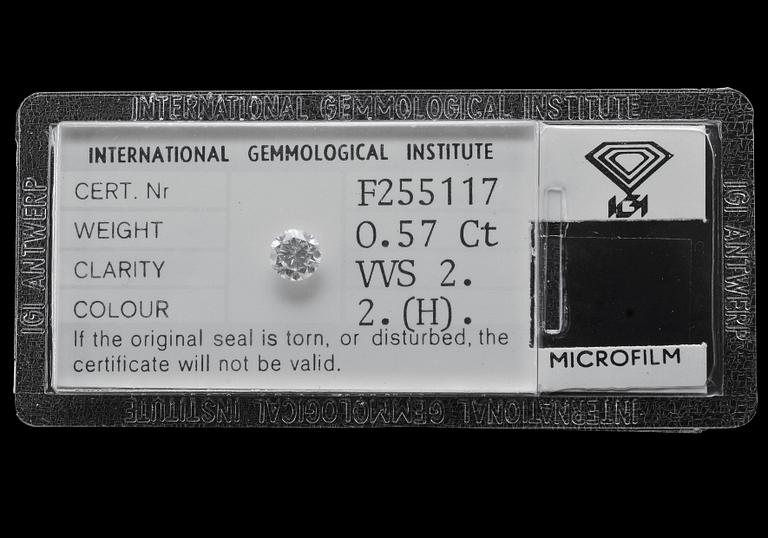 INTERNATIONAL GEMMOLOGICAL INSTITUTE
INTERNATIONAL GEMMOLOGICAL INSTITUTE
CERT. Nr F255117
WEIGHT 0.57 Ct
CLARITY VVS 2.
COLOUR 2.(H).
If the original seal is torn, or disturbed, the
certificate will not be valid.
IGI
MICROFILM
IGI ANTWERP
IGI ANTWERP
INTERNATIONAL GEMMOLOGICAL INSTITUTE